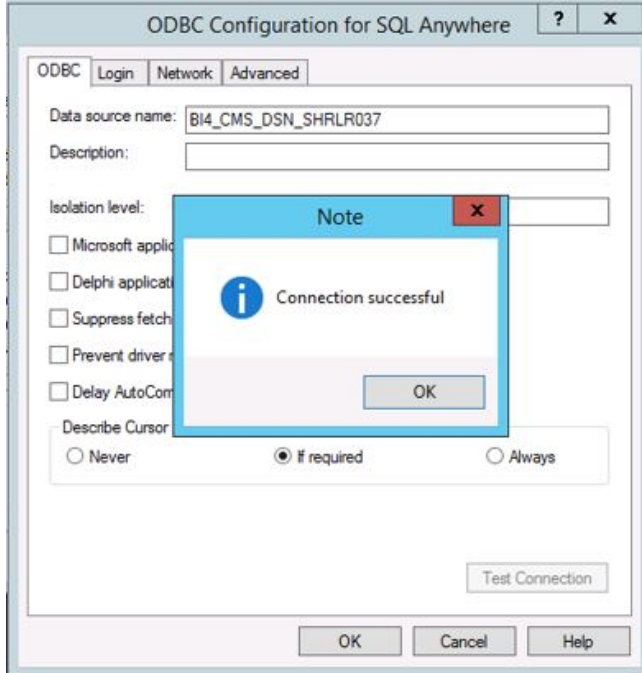 ODBC Configuration for SQL Anywhere ? x
ODBC Login Network Advanced
Data source name: BI4_CMS_DSN_SHRLR037
Description:
Isolation level:
Note x
Microsoft applic
Delphi applicati
Connection successful
Suppress fetch
Prevent driver
Delay AutoCom
OK
Describe Cursor
Never If required Always
Test Connection
OK Cancel Help